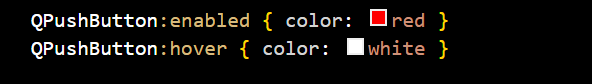 QPushButton:enabled { color: red }
QPushButton:hover { color: white }